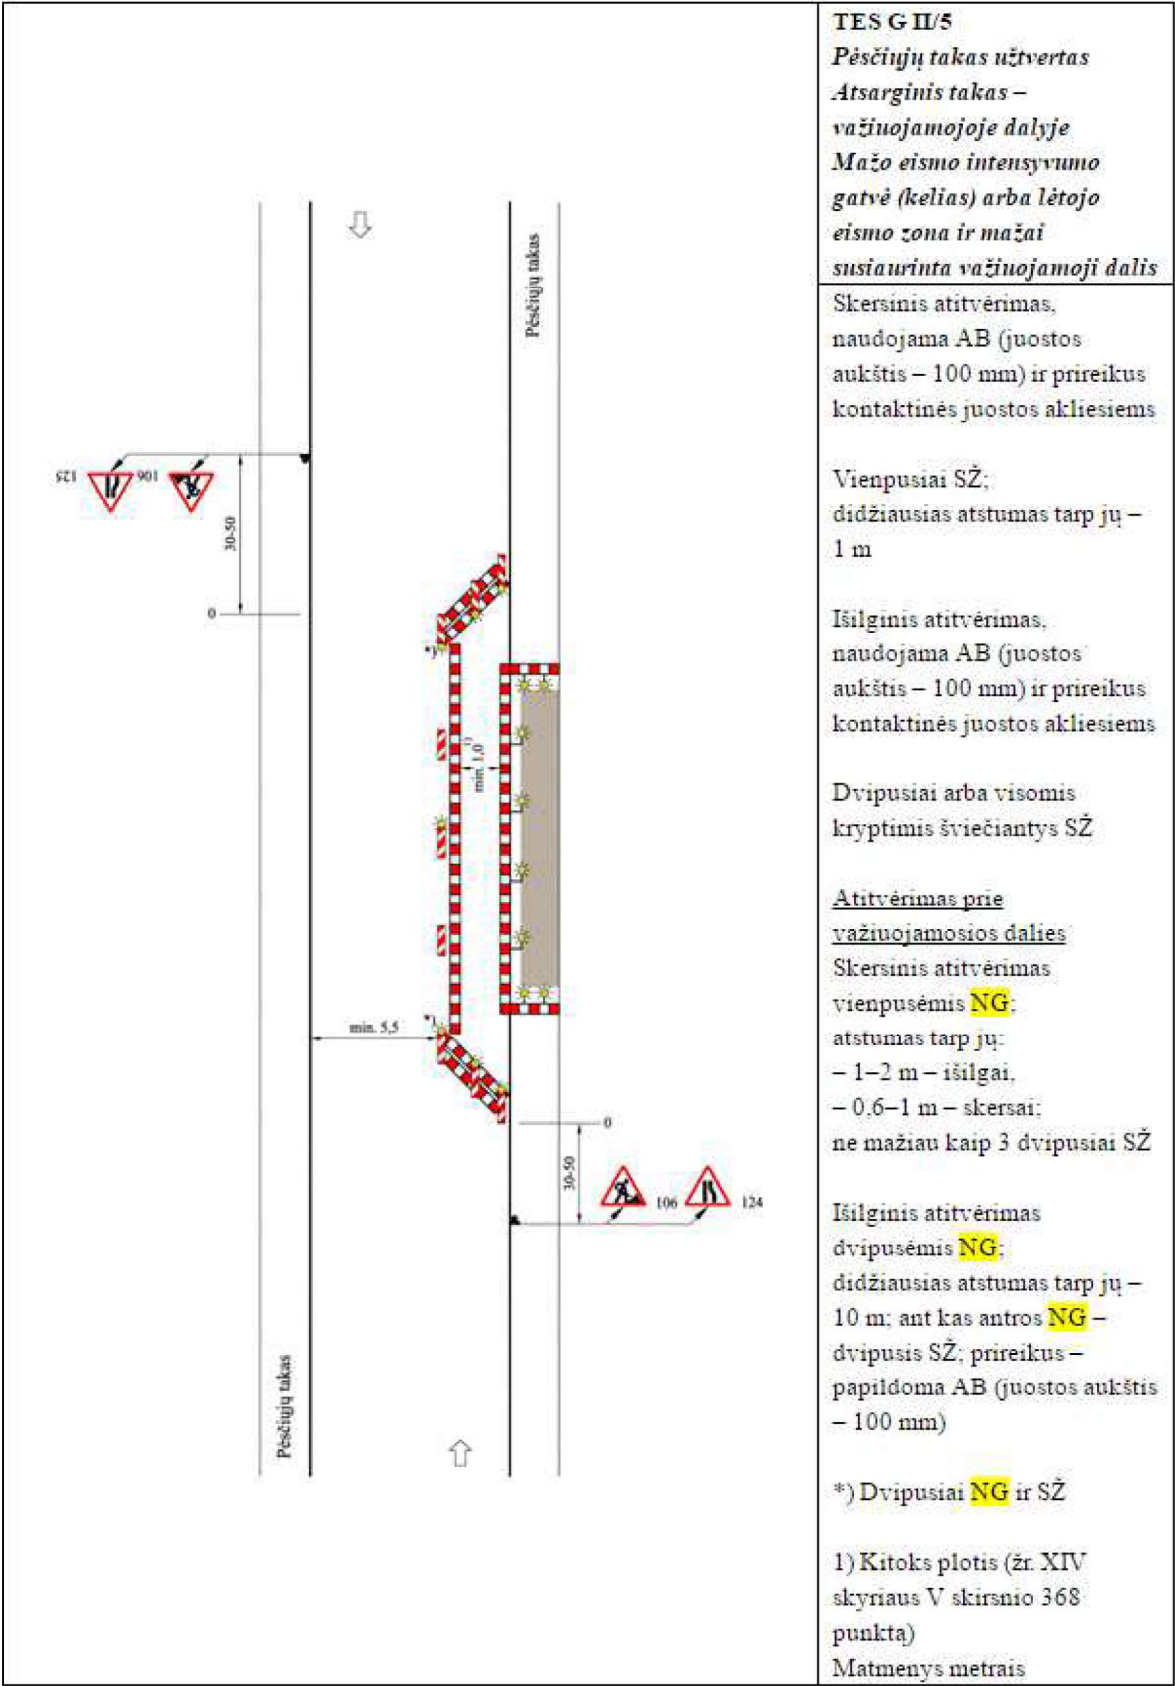 TES G II/5
Pėsčiųjų takas užtvertas
Atsarginis takas –
važiuojamojoje dalyje
Mažo eismo intensyvumo
gatvė (kelias) arba lėtojo
eismo zona ir mažai
susiaurinta važiuojamoji dalis
Skersinis atitvėrimas,
naudojama AB (juostos
aukštis – 100 mm) ir prireikus
kontaktinės juostos akliesiems
Vienpusiai SŽ;
didžiausias atstumas tarp jų –
1 m
Išilginis atitvėrimas,
naudojama AB (juostos
aukštis – 100 mm) ir prireikus
kontaktinės juostos akliesiems
Dvipusiai arba visomis
kryptimis šviečiantys SŽ
Atitvėrimas prie
važiuojamosios dalies
Skersinis atitvėrimas
vienpusėmis NG;
atstumas tarp jų:
– 1–2 m – išilgai,
– 0,6–1 m – skersai;
ne mažiau kaip 3 dvipusiai SŽ
Išilginis atitvėrimas
dvipusėmis NG;
didžiausias atstumas tarp jų –
10 m; ant kas antros NG –
dvipusis SŽ; prireikus –
papildoma AB (juostos aukštis
– 100 mm)
*) Dvipusiai NG ir SŽ
1) Kitoks plotis (žr. XIV
skyriaus V skirsnio 368
punktą)
Matmenys metrais
Pėsčiųjų takas
125
106
30-50
0
*)
min. 1,0
1)
*)
min. 5,5
0
30-50
106
124
Pėsčiųjų takas